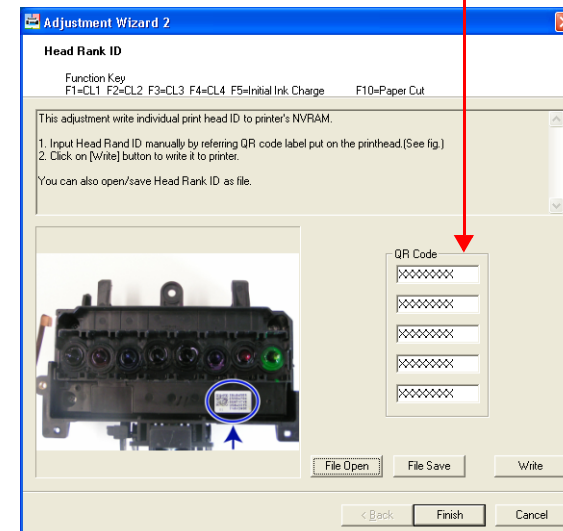 Adjustment Wizard 2
Head Rank ID
Function Key
F1=CL1 F2=CL2 F3=CL3 F4=CL4 F5=Initial Ink Charge F10=Paper Cut
This adjustment write individual print head ID to printer's NVRAM.
1. Input Head Rand ID manually by referring QR code label put on the printhead.(See fig.)
2. Click on [Write] button to write it to printer.
You can also open/save Head Rank ID as file.
QR Code
XXXXXXXX
XXXXXXXX
XXXXXXXX
XXXXXXXX
XXXXXXXX
File Open File Save Write
< Back Finish Cancel